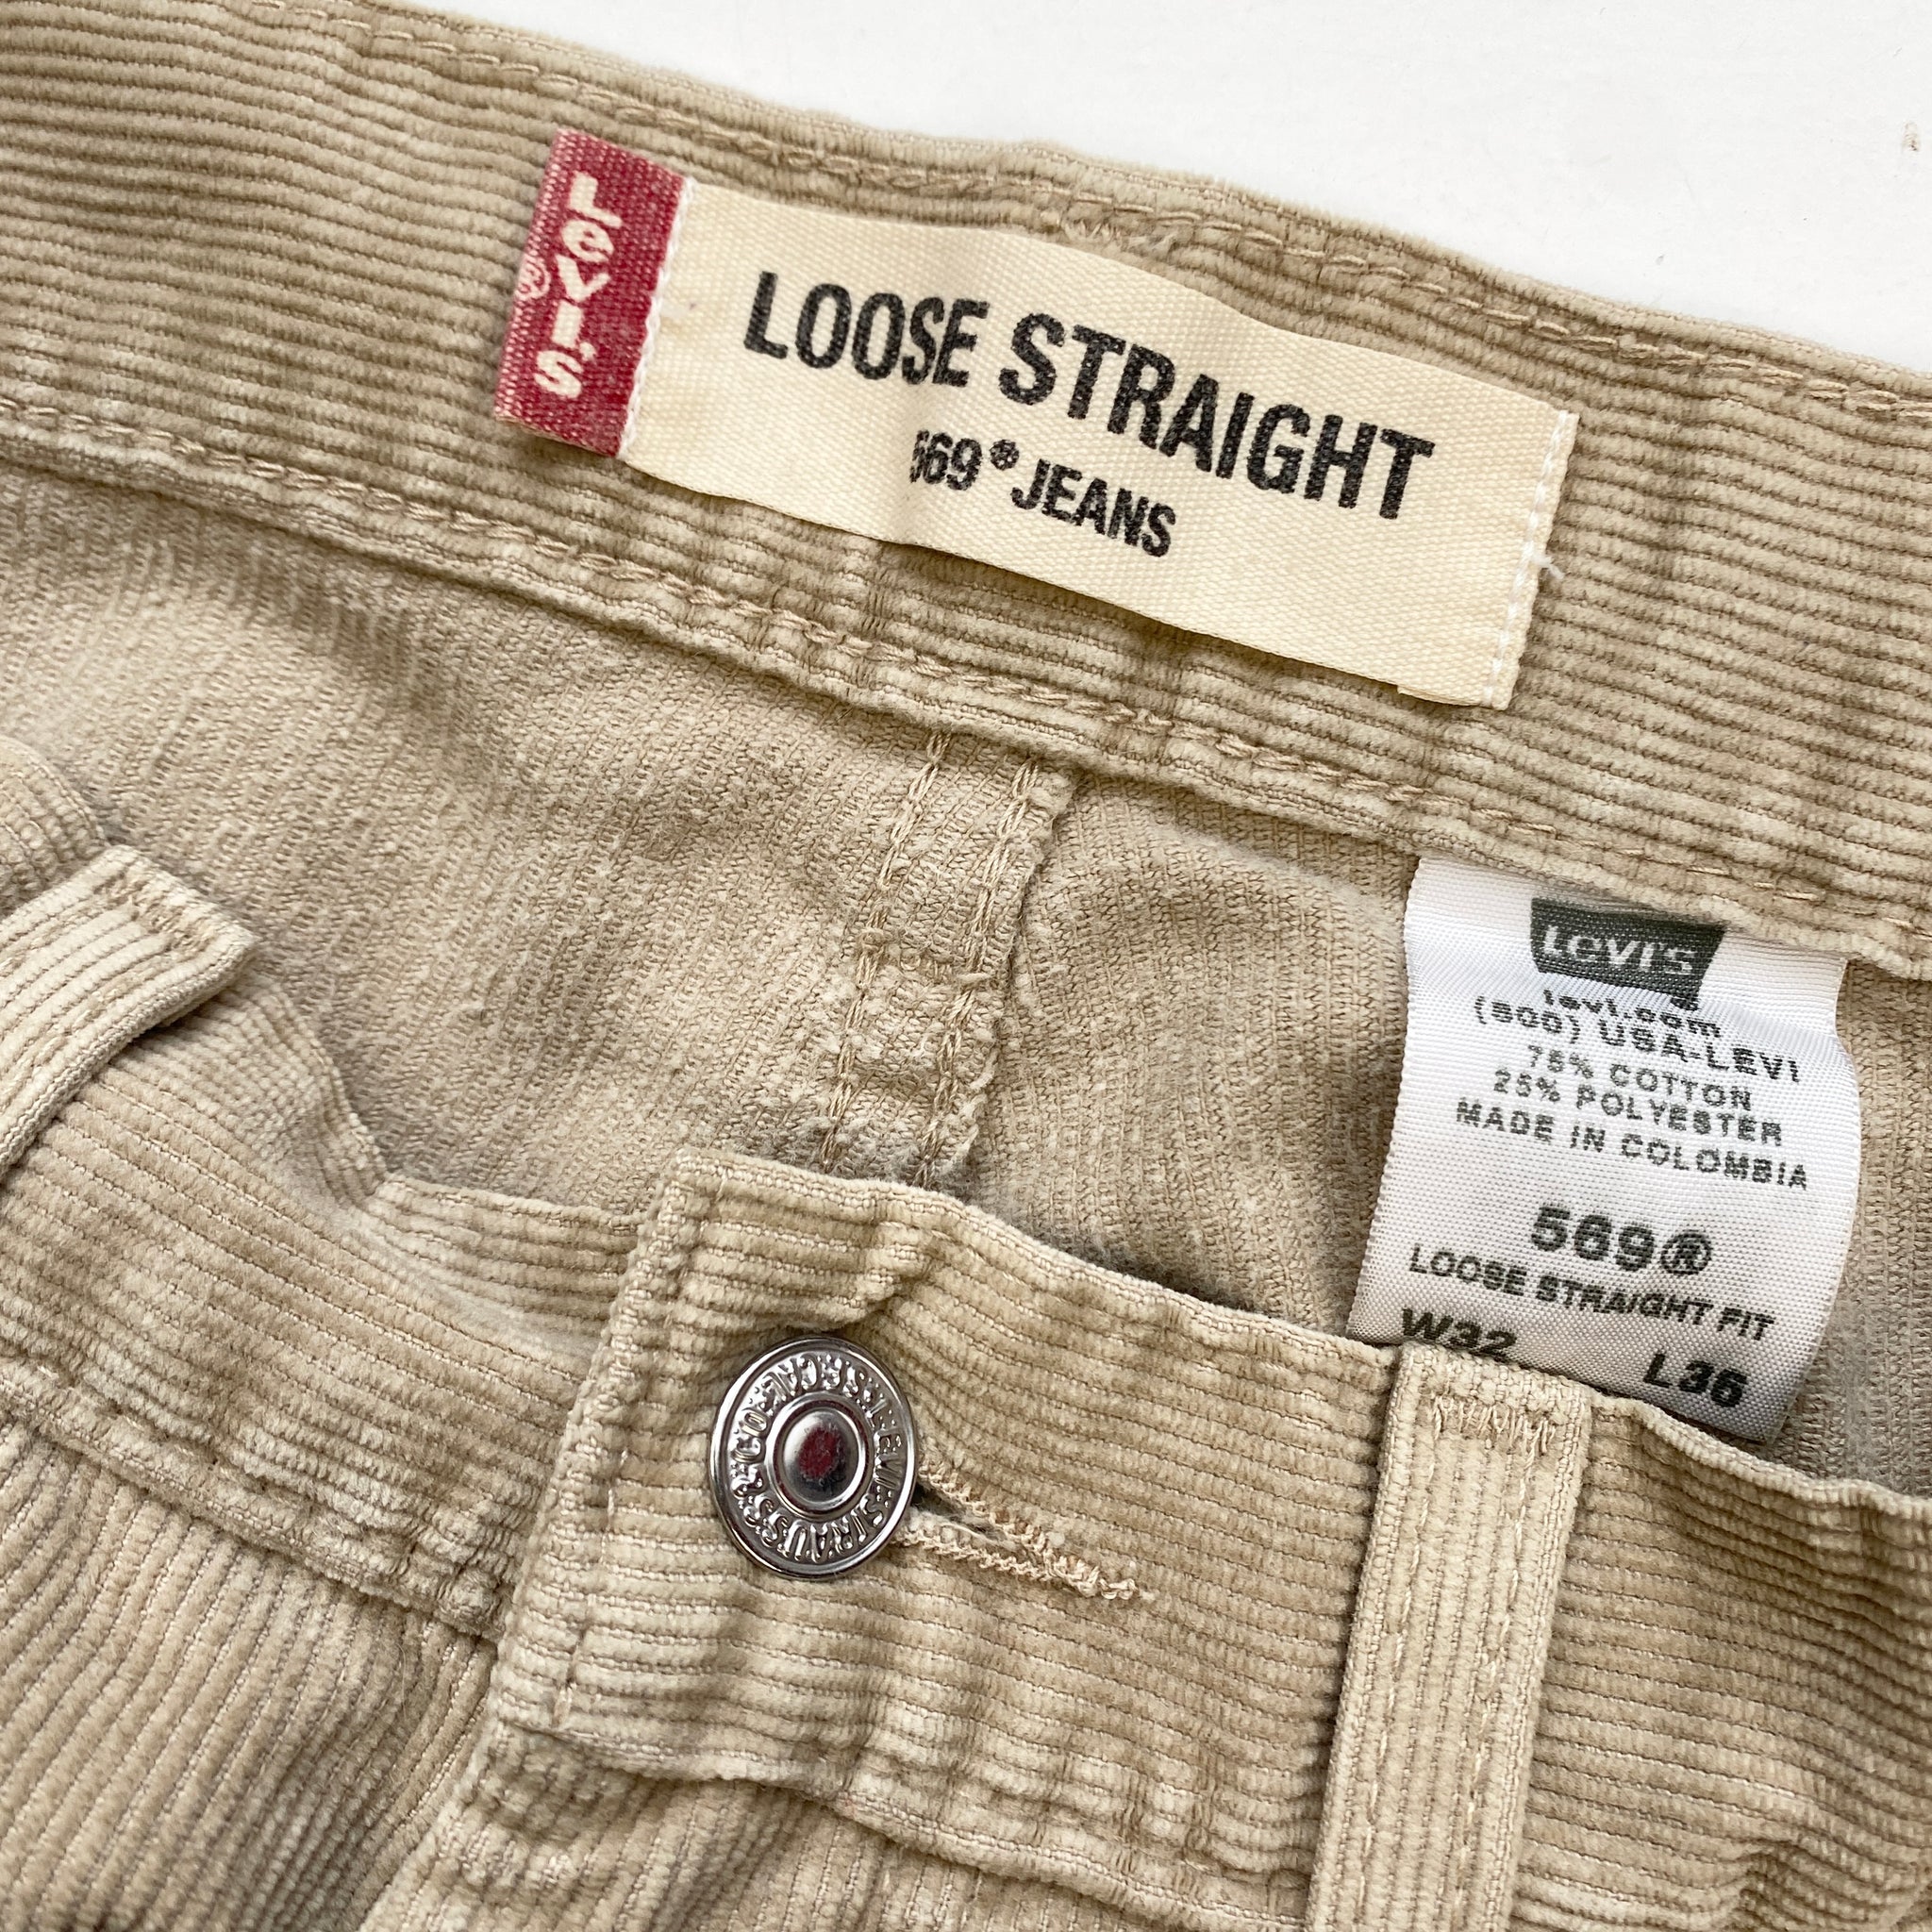 Levi's®
LOOSE STRAIGHT
569® JEANS
LEVI'S
levi.com
(800) USA-LEVI
75% COTTON
25% POLYESTER
MADE IN COLOMBIA
569®
LOOSE STRAIGHT FIT
W32 L36
LEVI STRAUSS & CO. S.F. CAL